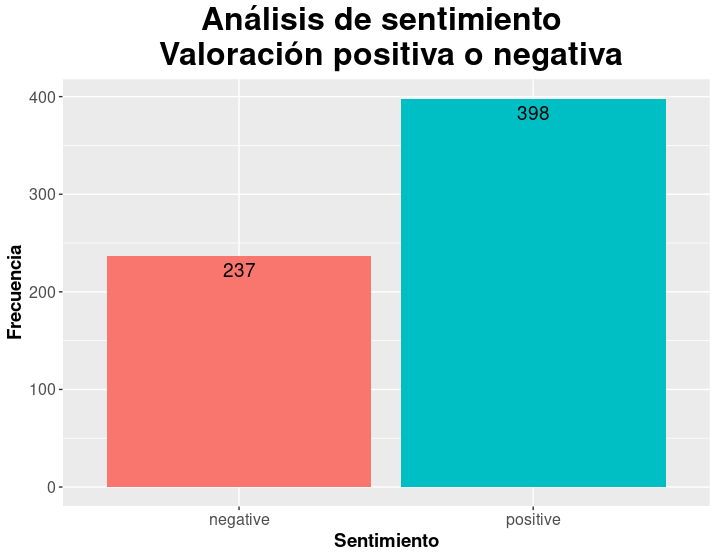 Análisis de sentimiento
Valoración positiva o negativa
400
300
200
100
0
Frecuencia
237
398
negative
positive
Sentimiento